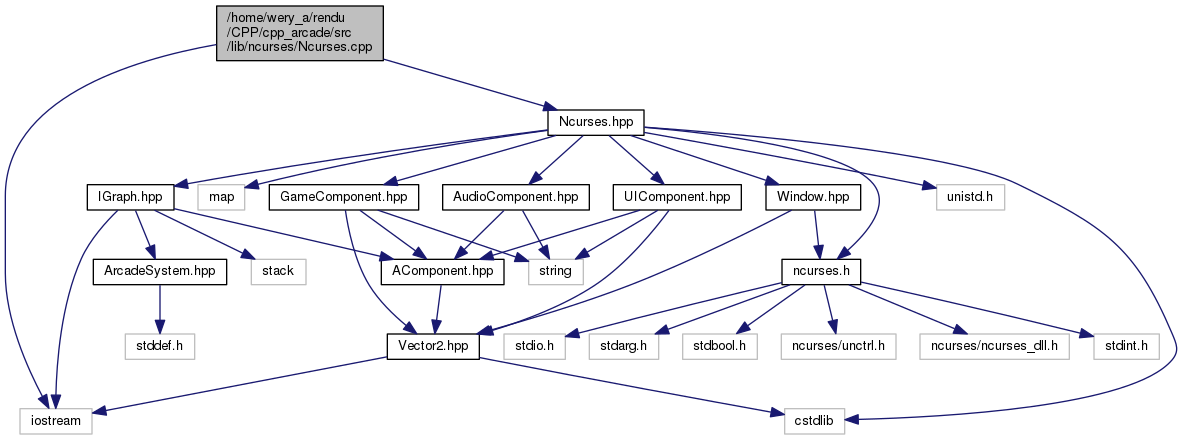 /home/wery_a/rendu
/CPP/cpp_arcade/src
/lib/ncurses/Ncurses.cpp
Ncurses.hpp
IGraph.hpp
map
GameComponent.hpp
AudioComponent.hpp
UIComponent.hpp
Window.hpp
unistd.h
ArcadeSystem.hpp
stack
AComponent.hpp
string
ncurses.h
stddef.h
Vector2.hpp
stdio.h
stdarg.h
stdbool.h
ncurses/unctrl.h
ncurses/ncurses_dll.h
stdint.h
iostream
cstdlib